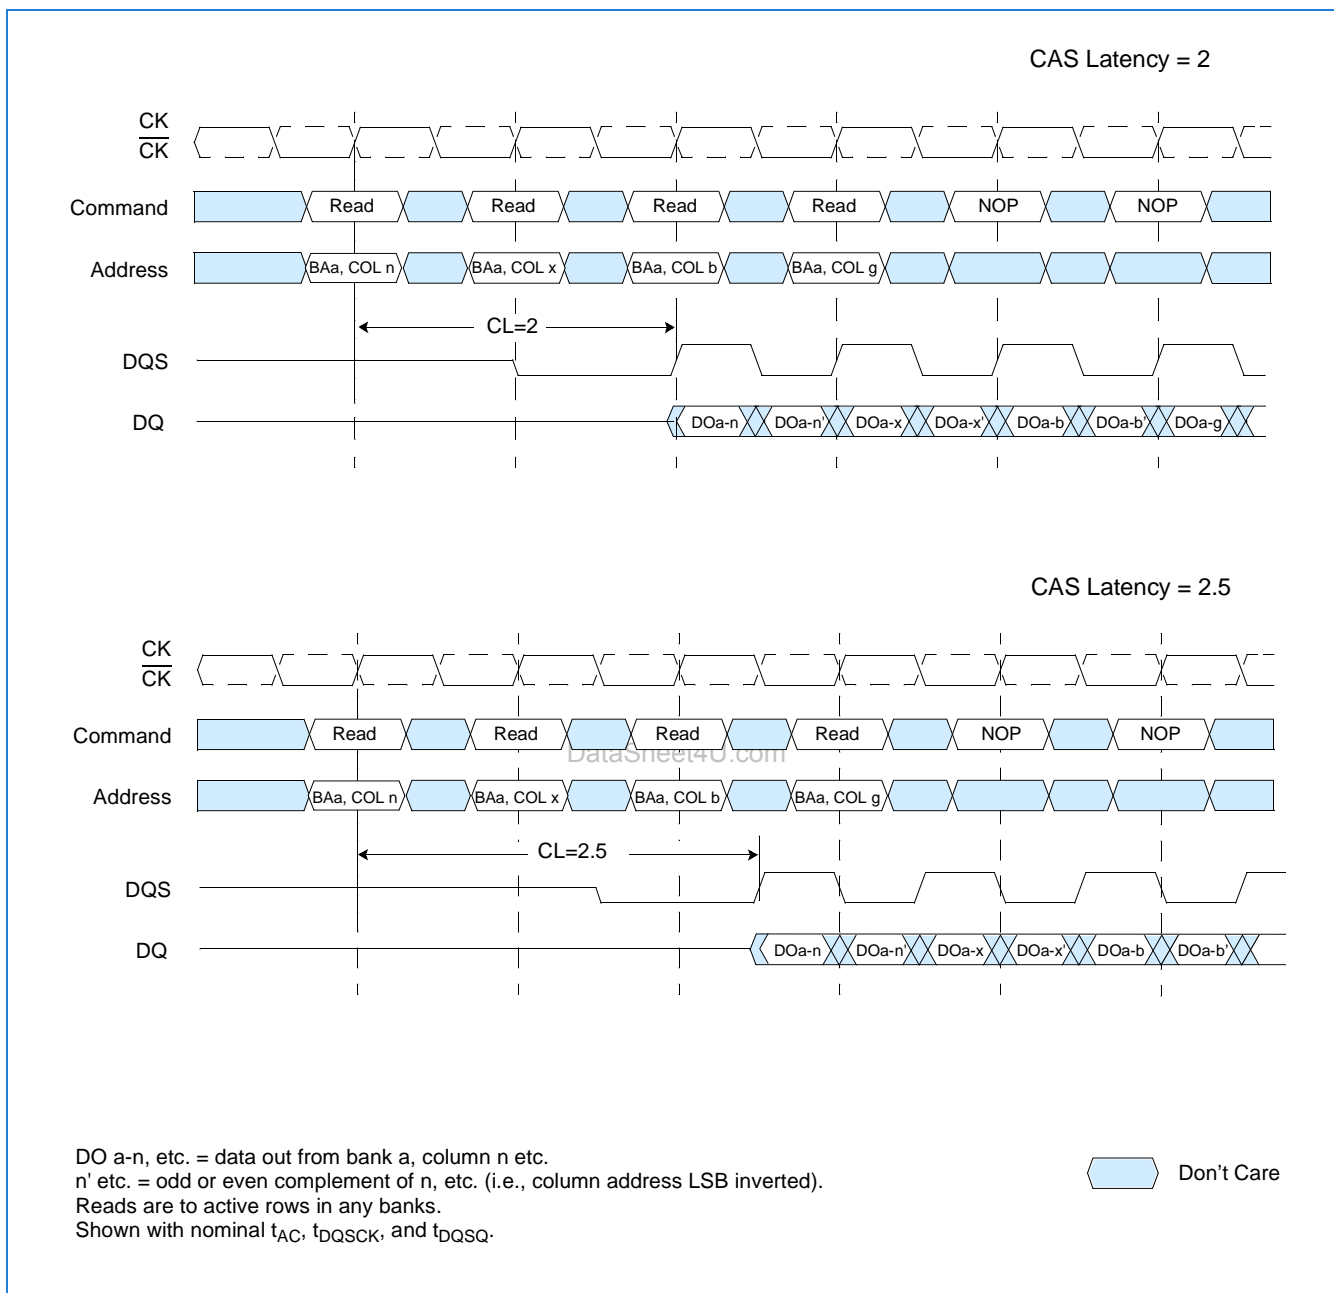 CAS Latency = 2
CK
CK
Command Read Read Read Read NOP NOP
Address BAa, COL n BAa, COL x BAa, COL b BAa, COL g
CL=2
DQS
DQ DOa-n DOa-n' DOa-x DOa-x' DOa-b DOa-b' DOa-g
CAS Latency = 2.5
CK
CK
Command Read Read Read Read NOP NOP
DataSheet4U.com
Address BAa, COL n BAa, COL x BAa, COL b BAa, COL g
CL=2.5
DQS
DQ DOa-n DOa-n' DOa-x DOa-x' DOa-b DOa-b'
DO a-n, etc. = data out from bank a, column n etc.
n' etc. = odd or even complement of n, etc. (i.e., column address LSB inverted).
Reads are to active rows in any banks.
Shown with nominal tAC, tDQSCK, and tDQSQ.
Don't Care